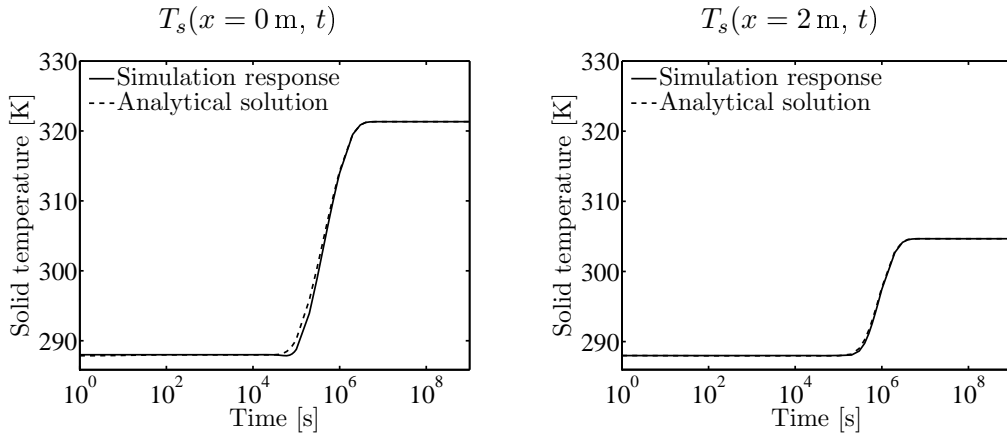 T_s(x = 0 m, t)
330
320
310
300
290
Solid temperature [K]
Simulation response
Analytical solution
10^0 10^2 10^4 10^6 10^8
Time [s]
T_s(x = 2 m, t)
330
320
310
300
290
Solid temperature [K]
Simulation response
Analytical solution
10^0 10^2 10^4 10^6 10^8
Time [s]